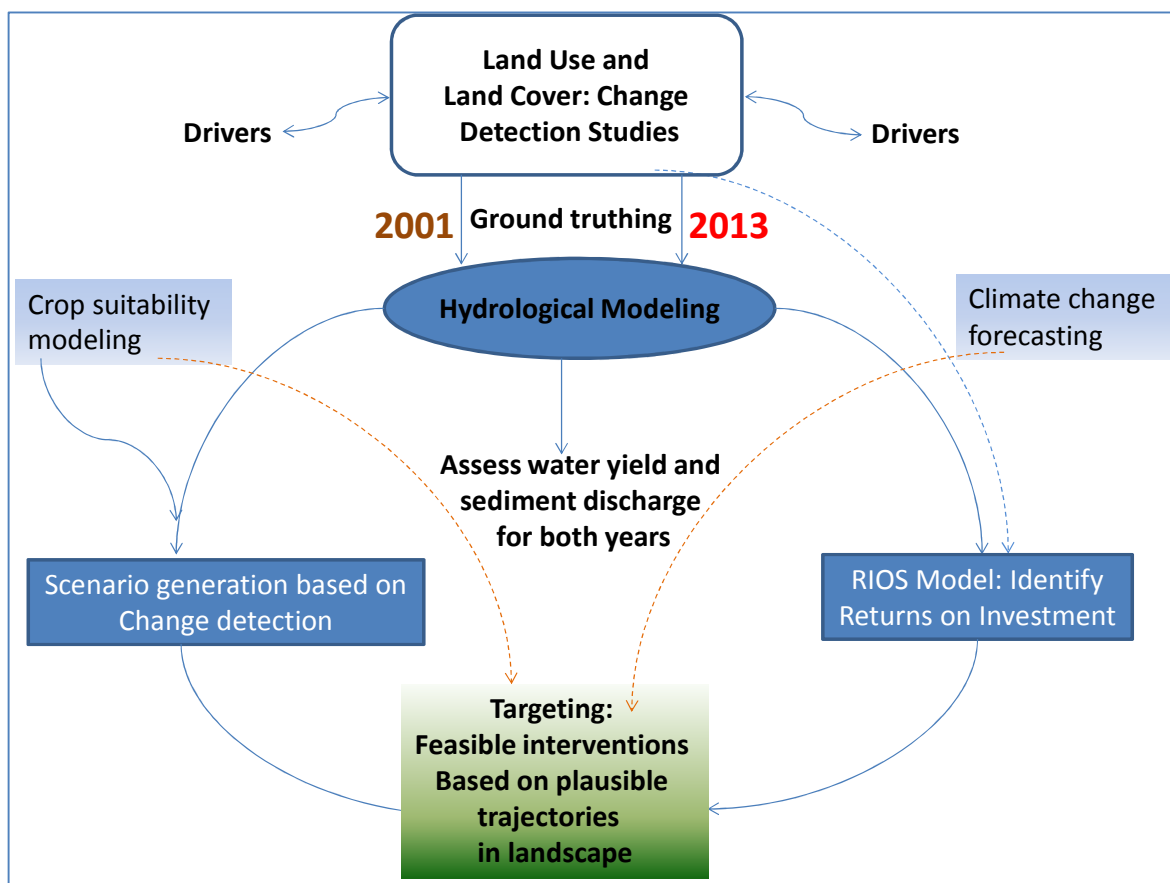 Land Use and
Land Cover: Change
Detection Studies
Drivers
Drivers
2001
Ground truthing
2013
Crop suitability
modeling
Hydrological Modeling
Climate change
forecasting
Assess water yield and
sediment discharge
for both years
Scenario generation based on
Change detection
RIOS Model: Identify
Returns on Investment
Targeting:
Feasible interventions
Based on plausible
trajectories
in landscape